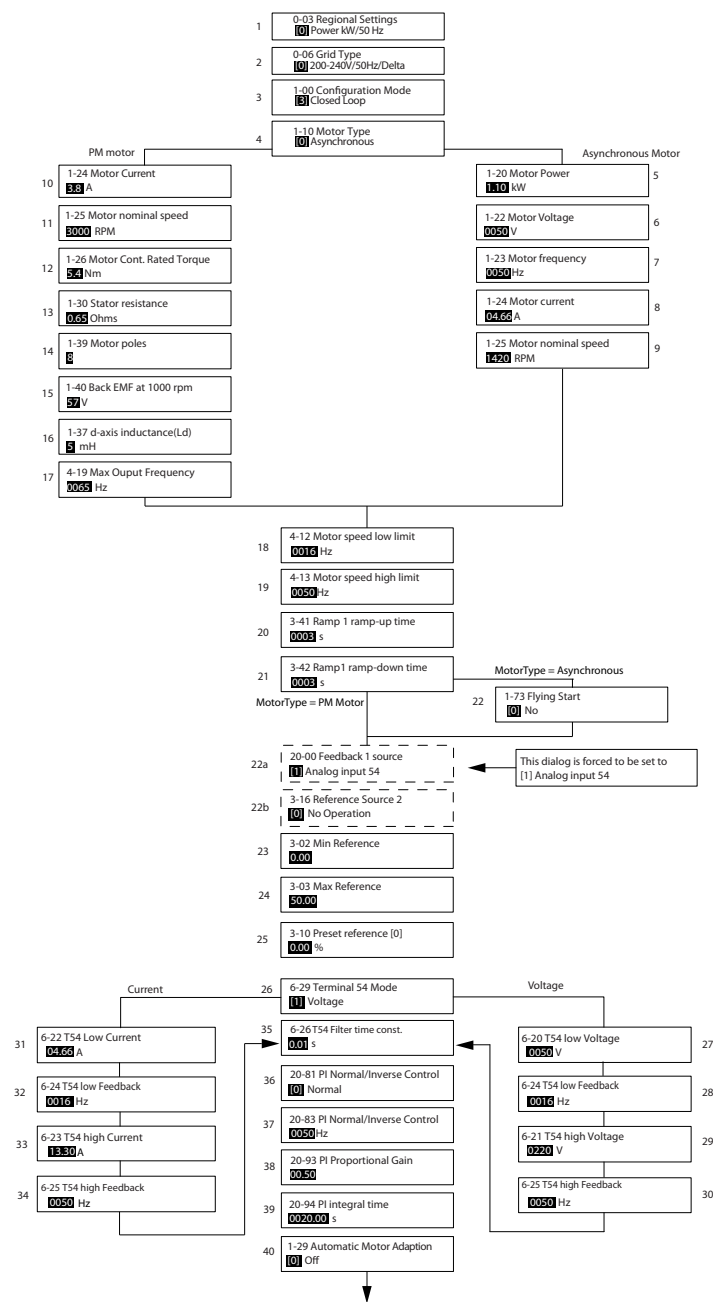 1
0-03 Regional Settings
[0] Power kW/50 Hz
2
0-06 Grid Type
[0] 200-240V/50Hz/Delta
3
1-00 Configuration Mode
[3] Closed Loop
4
1-10 Motor Type
[0] Asynchronous
PM motor
10
1-24 Motor Current
3.8 A
11
1-25 Motor nominal speed
3000 RPM
12
1-26 Motor Cont. Rated Torque
5.4 Nm
13
1-30 Stator resistance
0.65 Ohms
14
1-39 Motor poles
8
15
1-40 Back EMF at 1000 rpm
57 V
16
1-37 d-axis inductance(Ld)
5 mH
17
4-19 Max Ouput Frequency
0065 Hz
Asynchronous Motor
1-20 Motor Power
1.10 kW
5
1-22 Motor Voltage
0050 V
6
1-23 Motor frequency
0050 Hz
7
1-24 Motor current
04.66 A
8
1-25 Motor nominal speed
1420 RPM
9
18
4-12 Motor speed low limit
0016 Hz
19
4-13 Motor speed high limit
0050 Hz
20
3-41 Ramp 1 ramp-up time
0003 s
21
3-42 Ramp1 ramp-down time
0003 s
MotorType = Asynchronous
MotorType = PM Motor
22
1-73 Flying Start
[0] No
22a
20-00 Feedback 1 source
[1] Analog input 54
This dialog is forced to be set to
[1] Analog input 54
22b
3-16 Reference Source 2
[0] No Operation
23
3-02 Min Reference
0.00
24
3-03 Max Reference
50.00
25
3-10 Preset reference [0]
0.00 %
Current
26
6-29 Terminal 54 Mode
[1] Voltage
Voltage
31
6-22 T54 Low Current
04.66 A
32
6-24 T54 low Feedback
0016 Hz
33
6-23 T54 high Current
13.30 A
34
6-25 T54 high Feedback
0050 Hz
35
6-26 T54 Filter time const.
0.01 s
36
20-81 PI Normal/Inverse Control
[0] Normal
37
20-83 PI Normal/Inverse Control
0050 Hz
38
20-93 PI Proportional Gain
00.50
39
20-94 PI integral time
0020.00 s
40
1-29 Automatic Motor Adaption
[0] Off
6-20 T54 low Voltage
0050 V
27
6-24 T54 low Feedback
0016 Hz
28
6-21 T54 high Voltage
0220 V
29
6-25 T54 high Feedback
0050 Hz
30